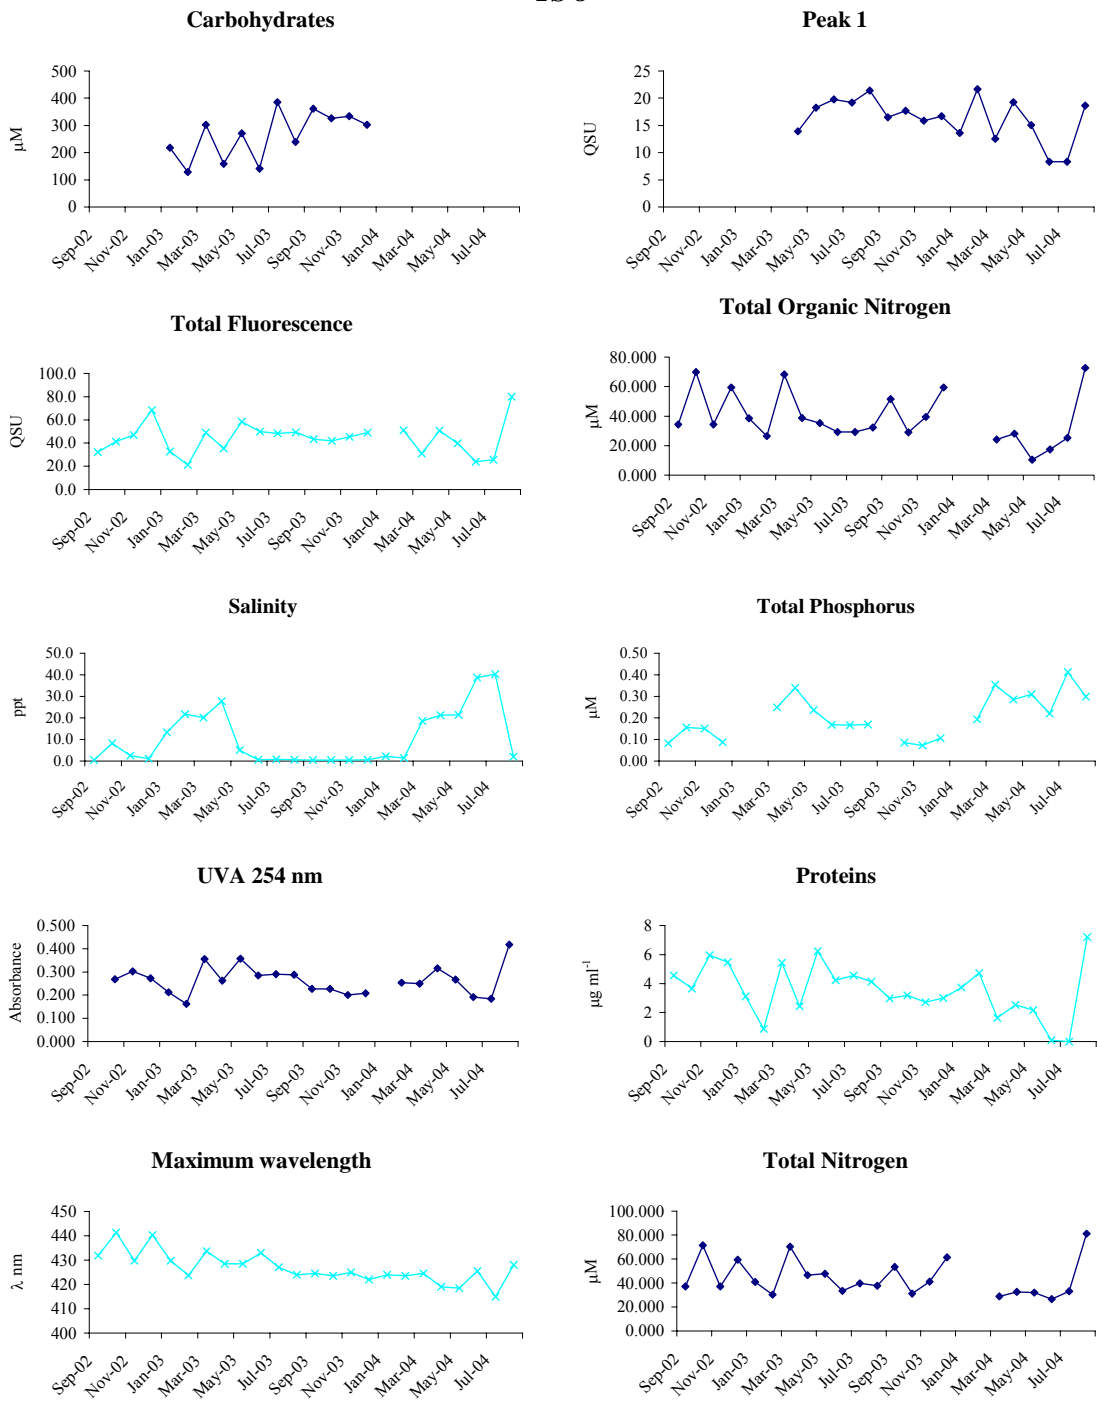 Carbohydrates
500
400
300
200
100
0
µM
Sep-02 Nov-02 Jan-03 Mar-03 May-03 Jul-03 Sep-03 Nov-03 Jan-04 Mar-04 May-04 Jul-04
Peak 1
25
20
15
10
5
0
QSU
Sep-02 Nov-02 Jan-03 Mar-03 May-03 Jul-03 Sep-03 Nov-03 Jan-04 Mar-04 May-04 Jul-04
Total Fluorescence
100.0
80.0
60.0
40.0
20.0
0.0
QSU
Sep-02 Nov-02 Jan-03 Mar-03 May-03 Jul-03 Sep-03 Nov-03 Jan-04 Mar-04 May-04 Jul-04
Total Organic Nitrogen
80.000
60.000
40.000
20.000
0.000
µM
Sep-02 Nov-02 Jan-03 Mar-03 May-03 Jul-03 Sep-03 Nov-03 Jan-04 Mar-04 May-04 Jul-04
Salinity
50.0
40.0
30.0
20.0
10.0
0.0
ppt
Sep-02 Nov-02 Jan-03 Mar-03 May-03 Jul-03 Sep-03 Nov-03 Jan-04 Mar-04 May-04 Jul-04
Total Phosphorus
0.50
0.40
0.30
0.20
0.10
0.00
µM
Sep-02 Nov-02 Jan-03 Mar-03 May-03 Jul-03 Sep-03 Nov-03 Jan-04 Mar-04 May-04 Jul-04
UVA 254 nm
0.500
0.400
0.300
0.200
0.100
0.000
Absorbance
Sep-02 Nov-02 Jan-03 Mar-03 May-03 Jul-03 Sep-03 Nov-03 Jan-04 Mar-04 May-04 Jul-04
Proteins
8
6
4
2
0
µg ml⁻¹
Sep-02 Nov-02 Jan-03 Mar-03 May-03 Jul-03 Sep-03 Nov-03 Jan-04 Mar-04 May-04 Jul-04
Maximum wavelength
450
440
430
420
410
400
λ nm
Sep-02 Nov-02 Jan-03 Mar-03 May-03 Jul-03 Sep-03 Nov-03 Jan-04 Mar-04 May-04 Jul-04
Total Nitrogen
100.000
80.000
60.000
40.000
20.000
0.000
µM
Sep-02 Nov-02 Jan-03 Mar-03 May-03 Jul-03 Sep-03 Nov-03 Jan-04 Mar-04 May-04 Jul-04